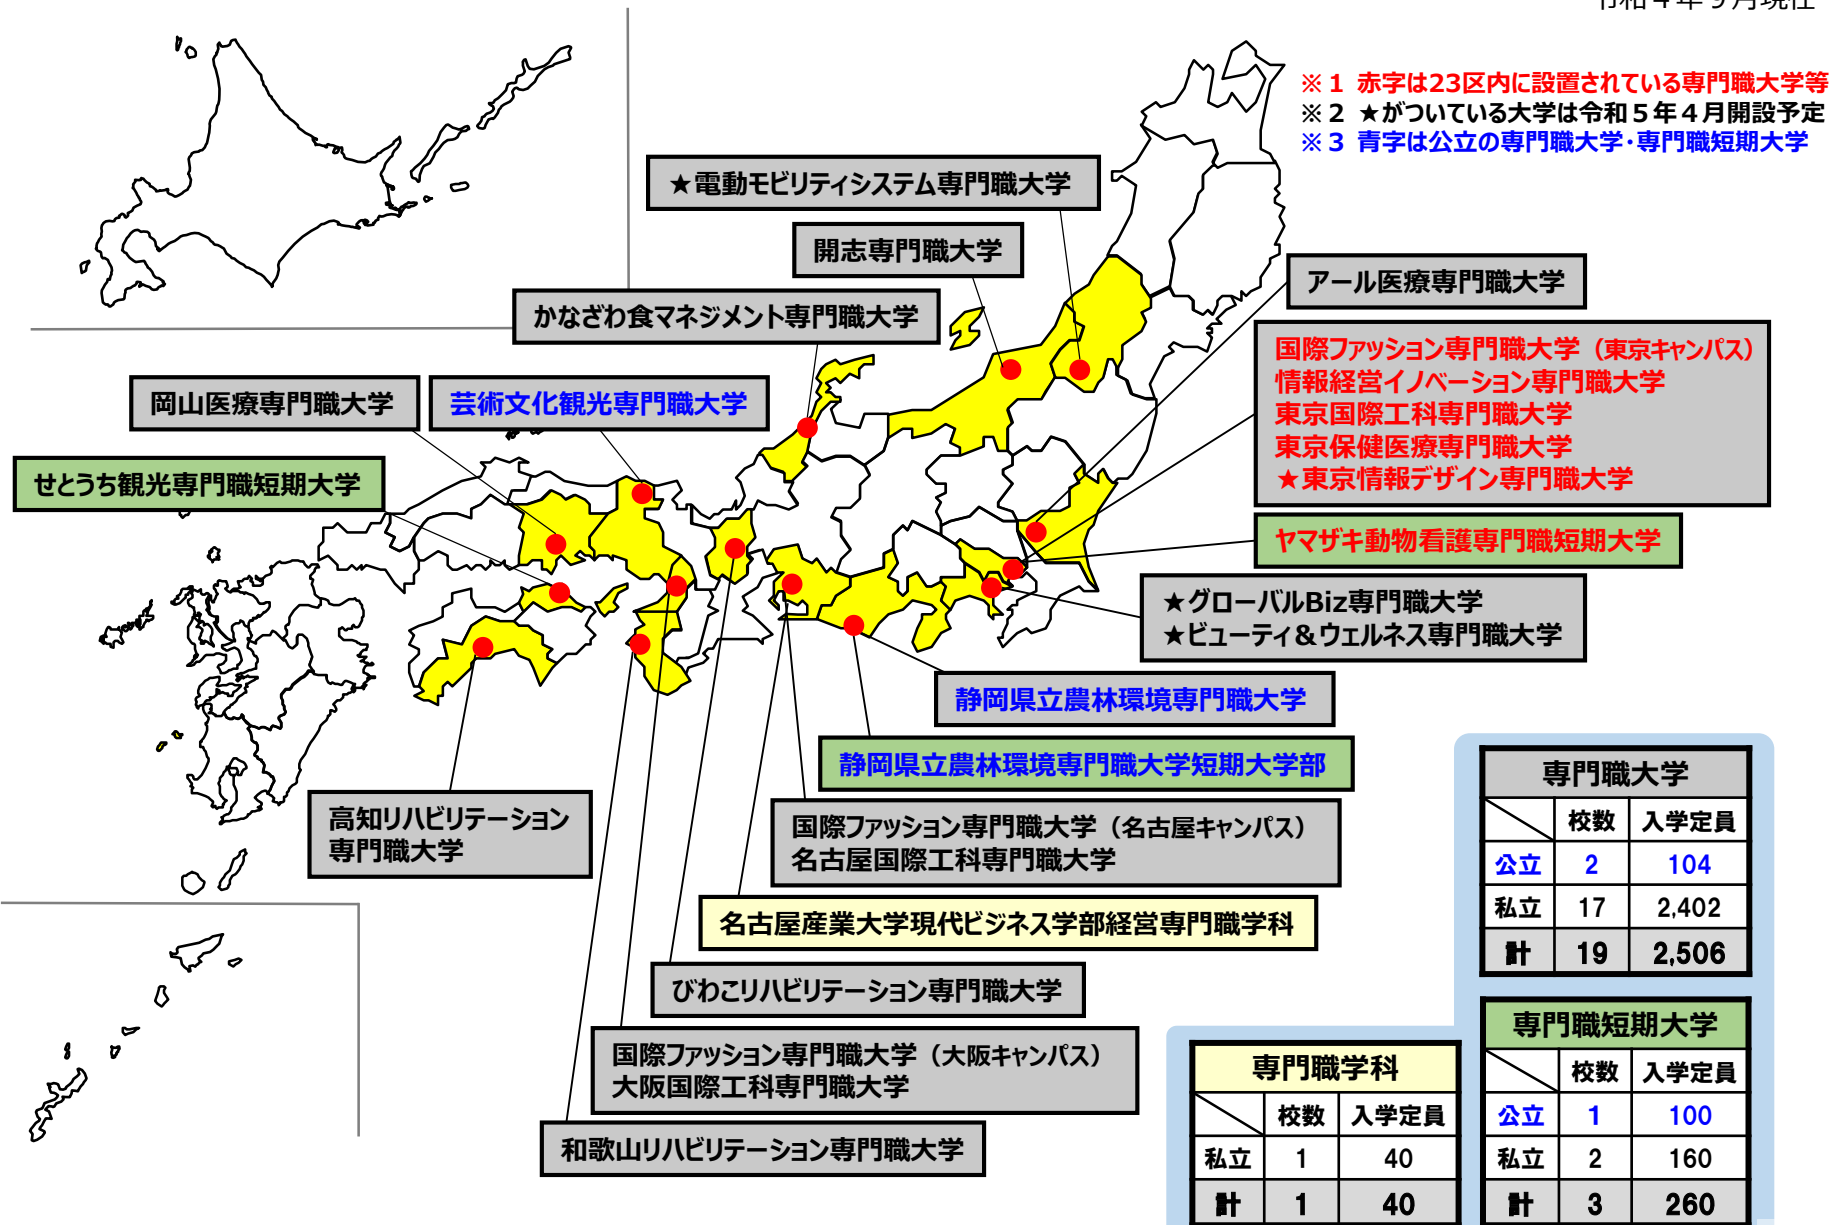 令和４年９月現在
※１ 赤字は23区内に設置されている専門職大学等
※２ ★がついている大学は令和５年４月開設予定
※３ 青字は公立の専門職大学･専門職短期大学
★電動モビリティシステム専門職大学
開志専門職大学
アール医療専門職大学
かなざわ食マネジメント専門職大学
国際ファッション専門職大学（東京キャンパス）
情報経営イノベーション専門職大学
東京国際工科専門職大学
東京保健医療専門職大学
★東京情報デザイン専門職大学
岡山医療専門職大学
芸術文化観光専門職大学
せとうち観光専門職短期大学
ヤマザキ動物看護専門職短期大学
★グローバルBiz専門職大学
★ビューティ＆ウェルネス専門職大学
静岡県立農林環境専門職大学
静岡県立農林環境専門職大学短期大学部
高知リハビリテーション
専門職大学
国際ファッション専門職大学（名古屋キャンパス）
名古屋国際工科専門職大学
名古屋産業大学現代ビジネス学部経営専門職学科
びわこリハビリテーション専門職大学
国際ファッション専門職大学（大阪キャンパス）
大阪国際工科専門職大学
和歌山リハビリテーション専門職大学
専門職大学
校数 入学定員
公立 2 104
私立 17 2,402
計 19 2,506
専門職短期大学
校数 入学定員
公立 1 100
私立 2 160
計 3 260
専門職学科
校数 入学定員
私立 1 40
計 1 40